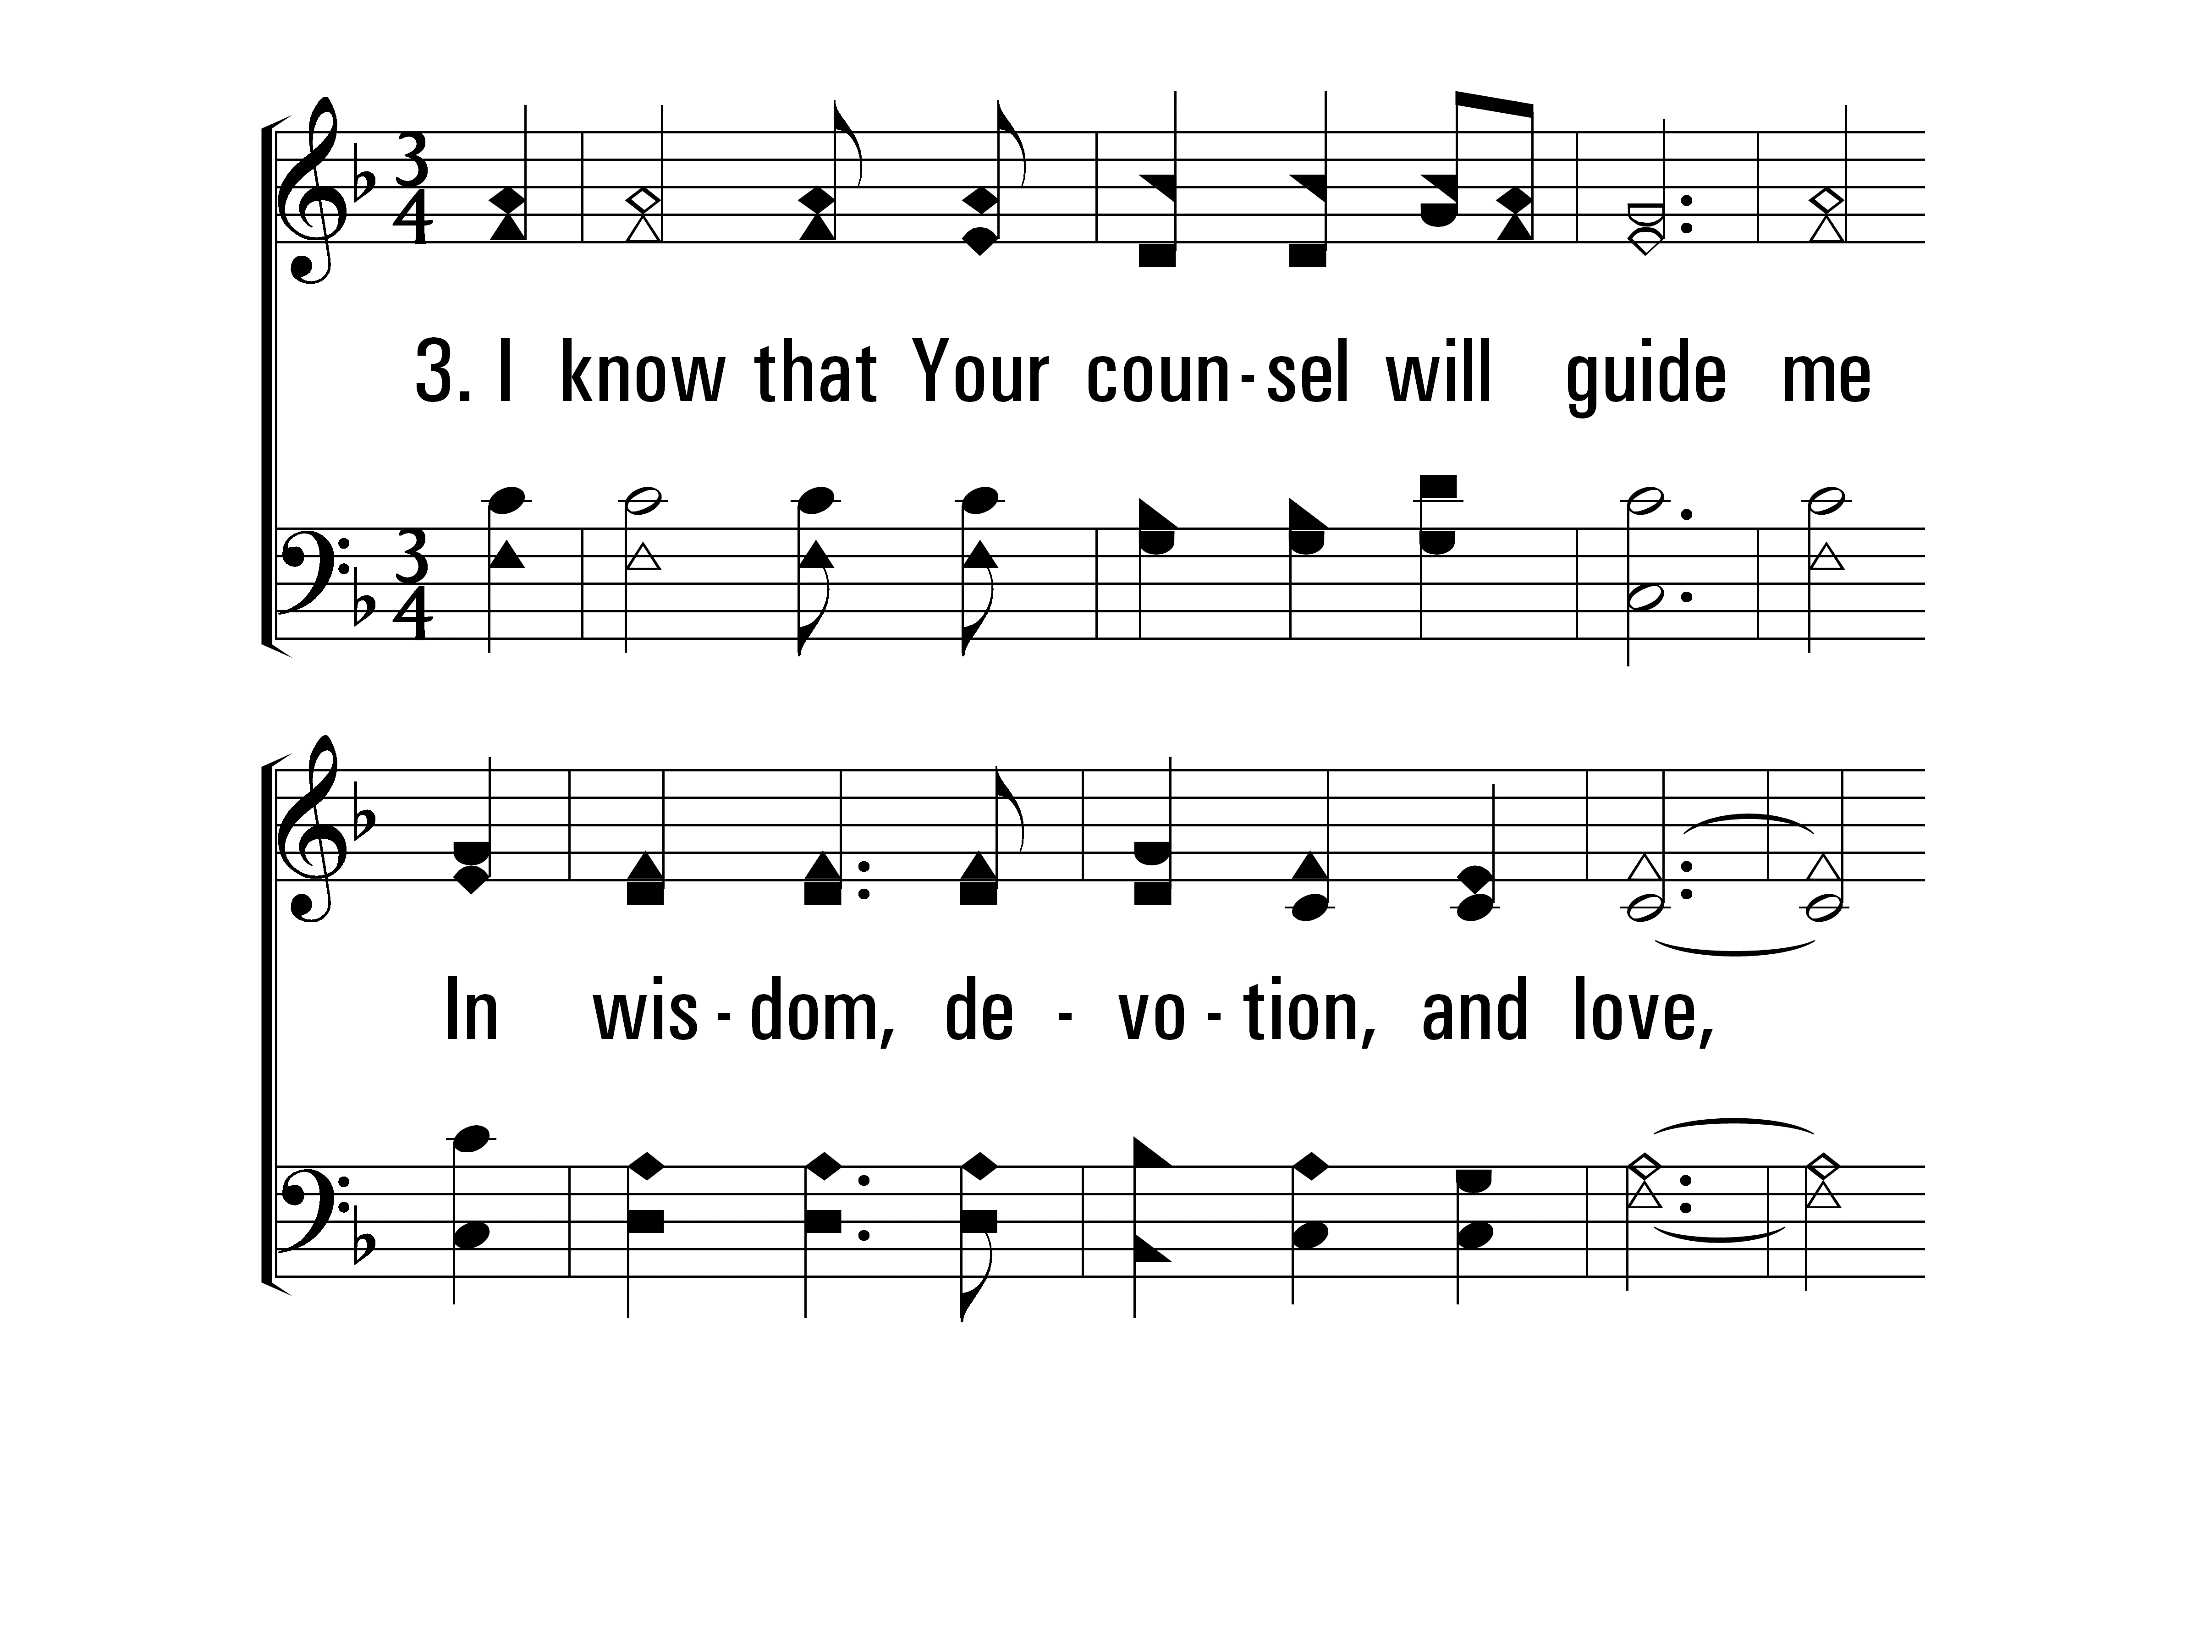 3. I know that Your coun-sel will guide me
In wis-dom, de-vo-tion, and love,